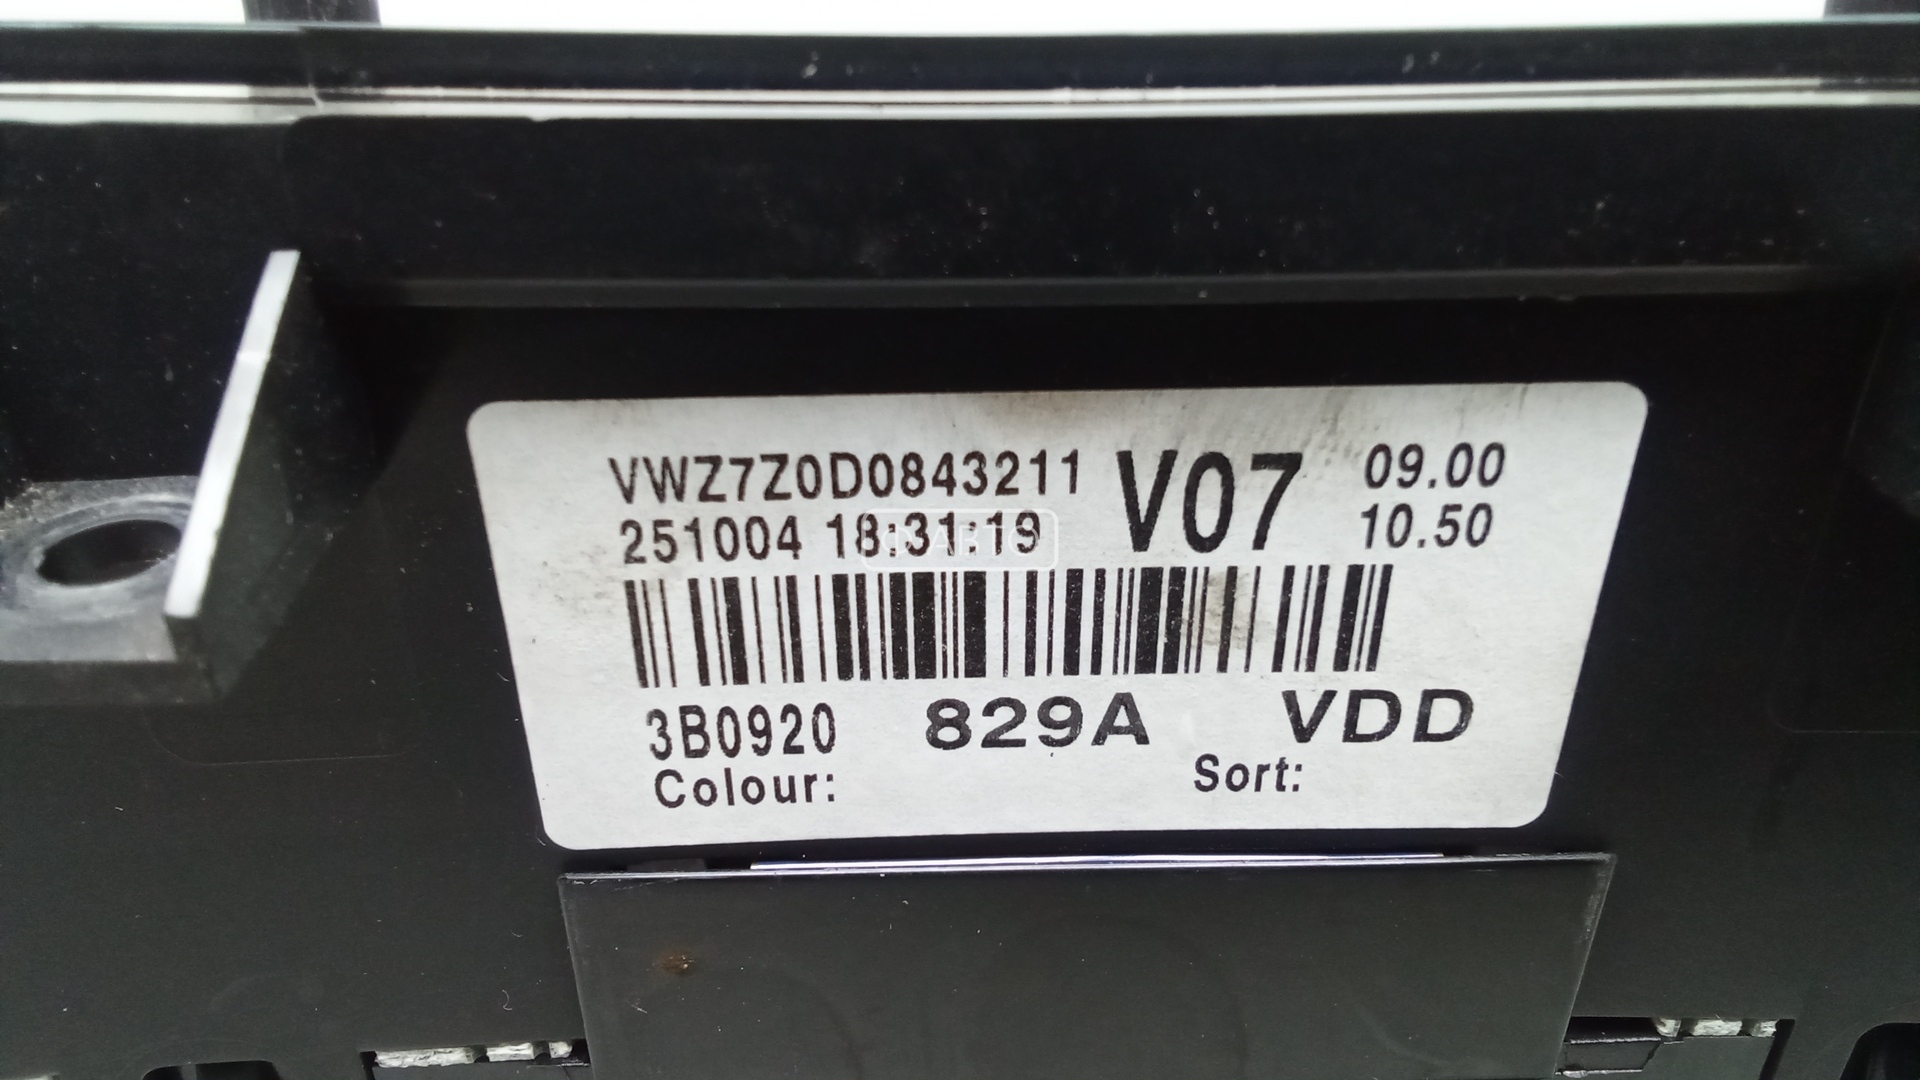 VWZ7Z0D0843211 V07 09.00
251004 18:31:19 10.50
3B0920 829A VDD
Colour: Sort: